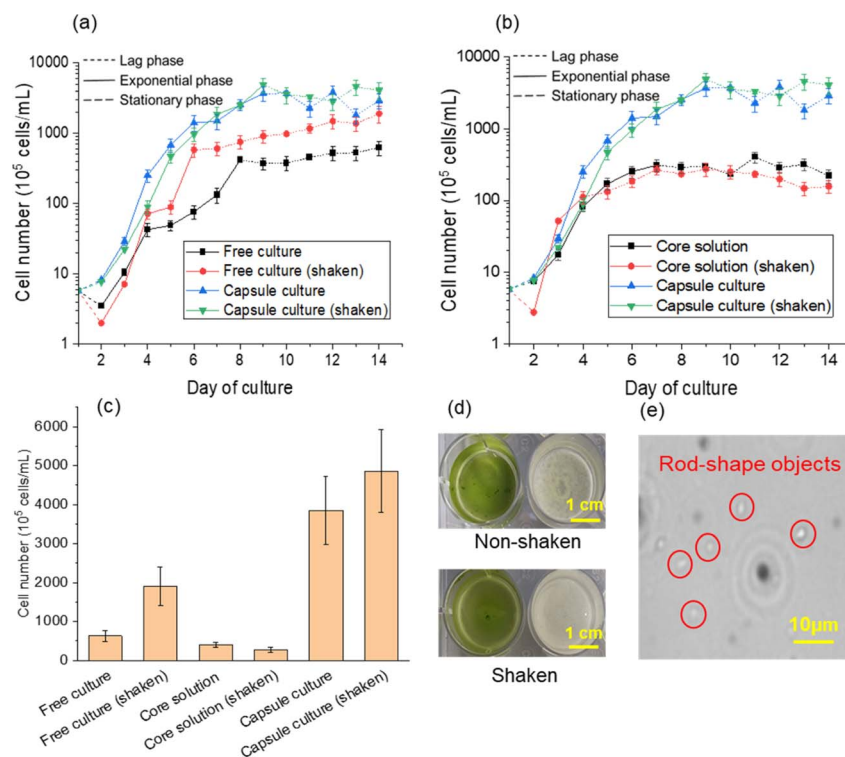 (a)
Lag phase
Exponential phase
Stationary phase
10000
1000
100
10
1
Cell number (10⁵ cells/mL)
Free culture
Free culture (shaken)
Capsule culture
Capsule culture (shaken)
2 4 6 8 10 12 14
Day of culture
(b)
Lag phase
Exponential phase
Stationary phase
10000
1000
100
10
1
Cell number (10⁵ cells/mL)
Core solution
Core solution (shaken)
Capsule culture
Capsule culture (shaken)
2 4 6 8 10 12 14
Day of culture
(c)
6000
5000
4000
3000
2000
1000
0
Cell number (10⁵ cells/mL)
Free culture
Free culture (shaken)
Core solution
Core solution (shaken)
Capsule culture
Capsule culture (shaken)
(d)
1 cm
Non-shaken
1 cm
Shaken
(e)
Rod-shape objects
10μm